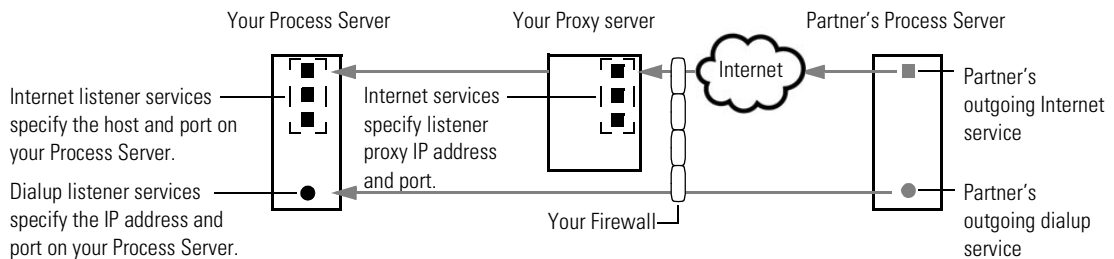 Your Process Server
Your Proxy server
Partner's Process Server
Internet listener services
specify the host and port on
your Process Server.
Dialup listener services
specify the IP address and
port on your Process Server.
Internet services
specify listener
proxy IP address
and port.
Your Firewall
Internet
Partner's
outgoing Internet
service
Partner's
outgoing dialup
service